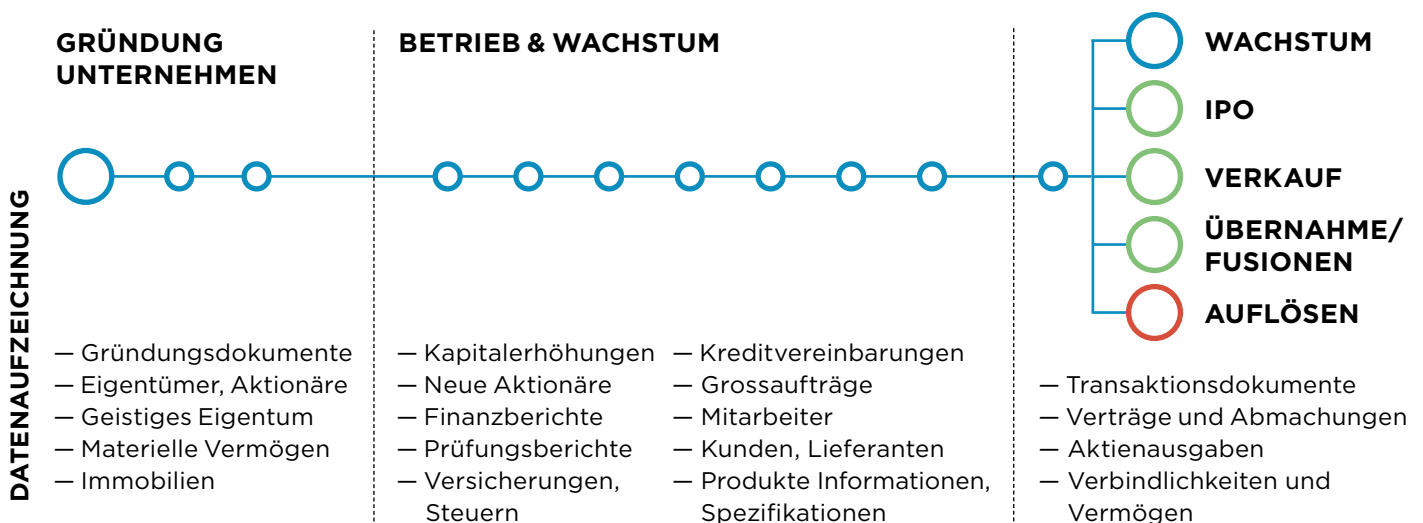 GRÜNDUNG
UNTERNEHMEN
BETRIEB & WACHSTUM
WACHSTUM
IPO
VERKAUF
ÜBERNAHME/
FUSIONEN
AUFLÖSEN
DATENAUFZEICHNUNG
— Gründungsdokumente
— Eigentümer, Aktionäre
— Geistiges Eigentum
— Materielle Vermögen
— Immobilien
— Kapitalerhöhungen
— Neue Aktionäre
— Finanzberichte
— Prüfungsberichte
— Versicherungen,
Steuern
— Kreditvereinbarungen
— Grossaufträge
— Mitarbeiter
— Kunden, Lieferanten
— Produkte Informationen,
Spezifikationen
— Transaktionsdokumente
— Verträge und Abmachungen
— Aktienausgaben
— Verbindlichkeiten und
Vermögen